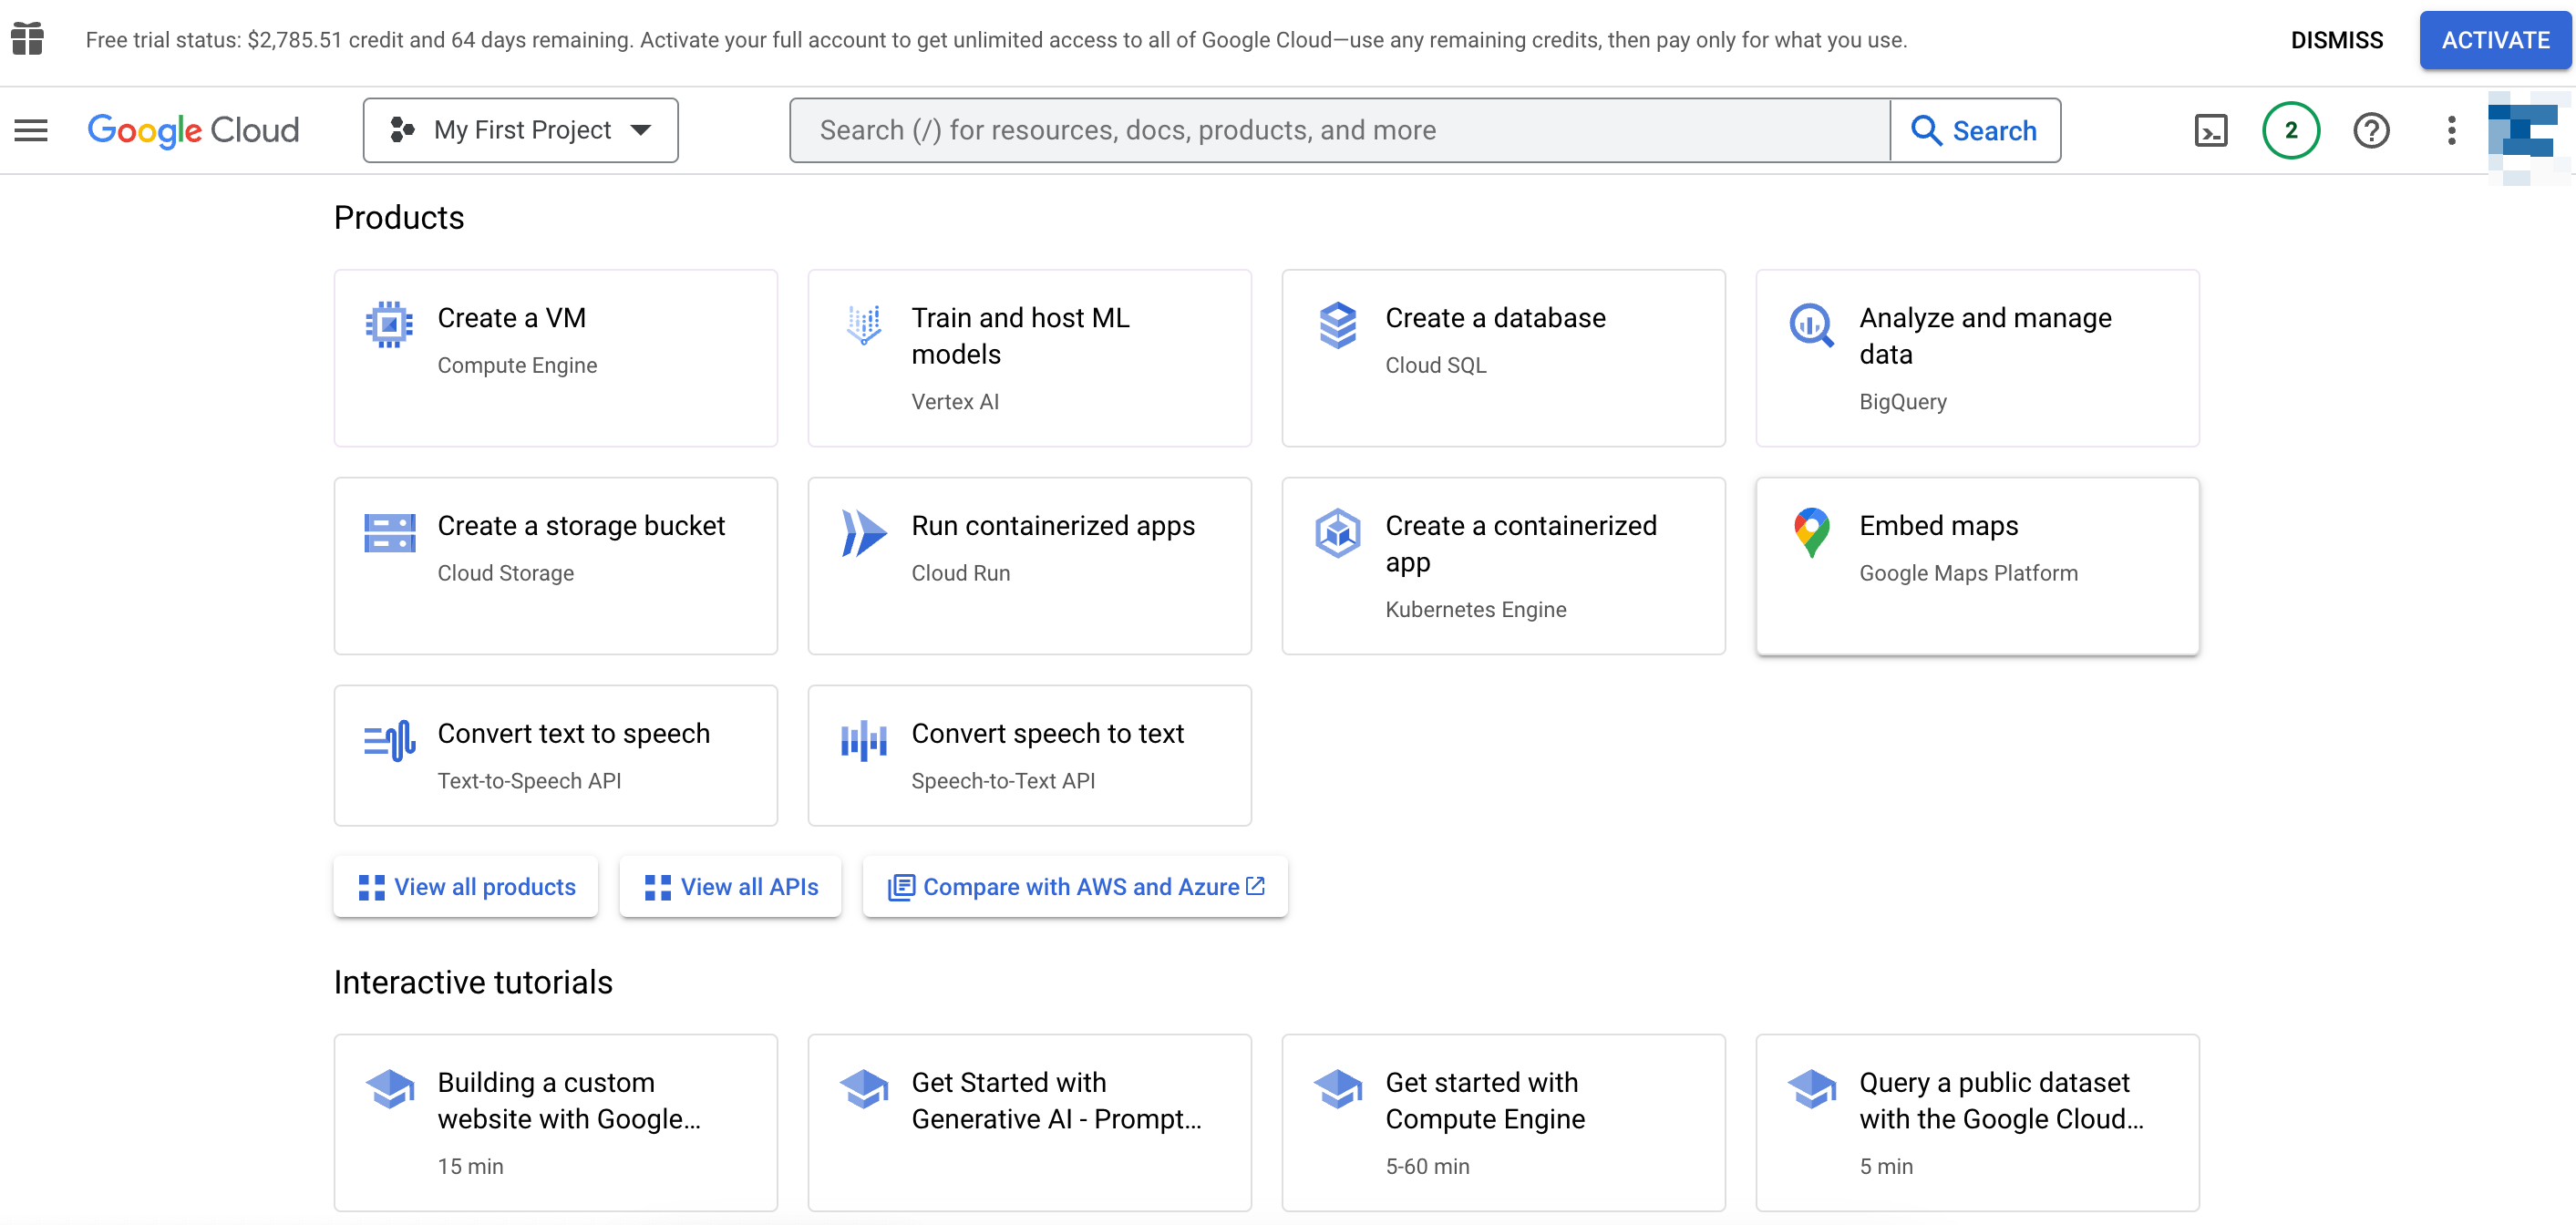 Free trial status: $2,785.51 credit and 64 days remaining. Activate your full account to get unlimited access to all of Google Cloud—use any remaining credits, then pay only for what you use.
DISMISS
ACTIVATE
Google Cloud
My First Project
Search (/) for resources, docs, products, and more
Search
2
Products
Create a VM
Compute Engine
Train and host ML
models
Vertex AI
Create a database
Cloud SQL
Analyze and manage
data
BigQuery
Create a storage bucket
Cloud Storage
Run containerized apps
Cloud Run
Create a containerized
app
Kubernetes Engine
Embed maps
Google Maps Platform
Convert text to speech
Text-to-Speech API
Convert speech to text
Speech-to-Text API
View all products
View all APIs
Compare with AWS and Azure
Interactive tutorials
Building a custom
website with Google...
15 min
Get Started with
Generative AI - Prompt...
Get started with
Compute Engine
5-60 min
Query a public dataset
with the Google Cloud...
5 min